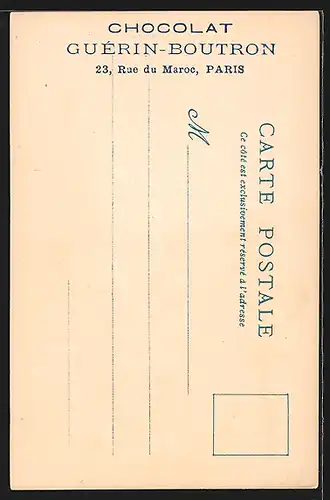 CHOCOLAT
GUÉRIN-BOUTRON
23, Rue du Maroc, PARIS
CARTE POSTALE
Ce côté est exclusivement réservé à l'adresse
M